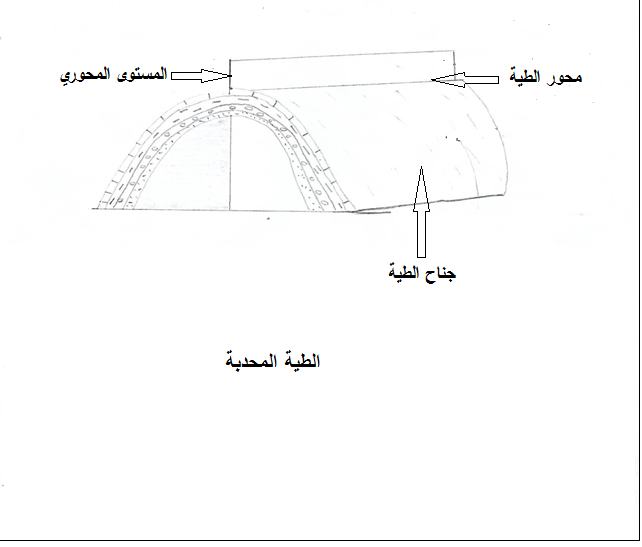 محور الطية
المستوى المحوري
جناح الطية
الطية المحدبة